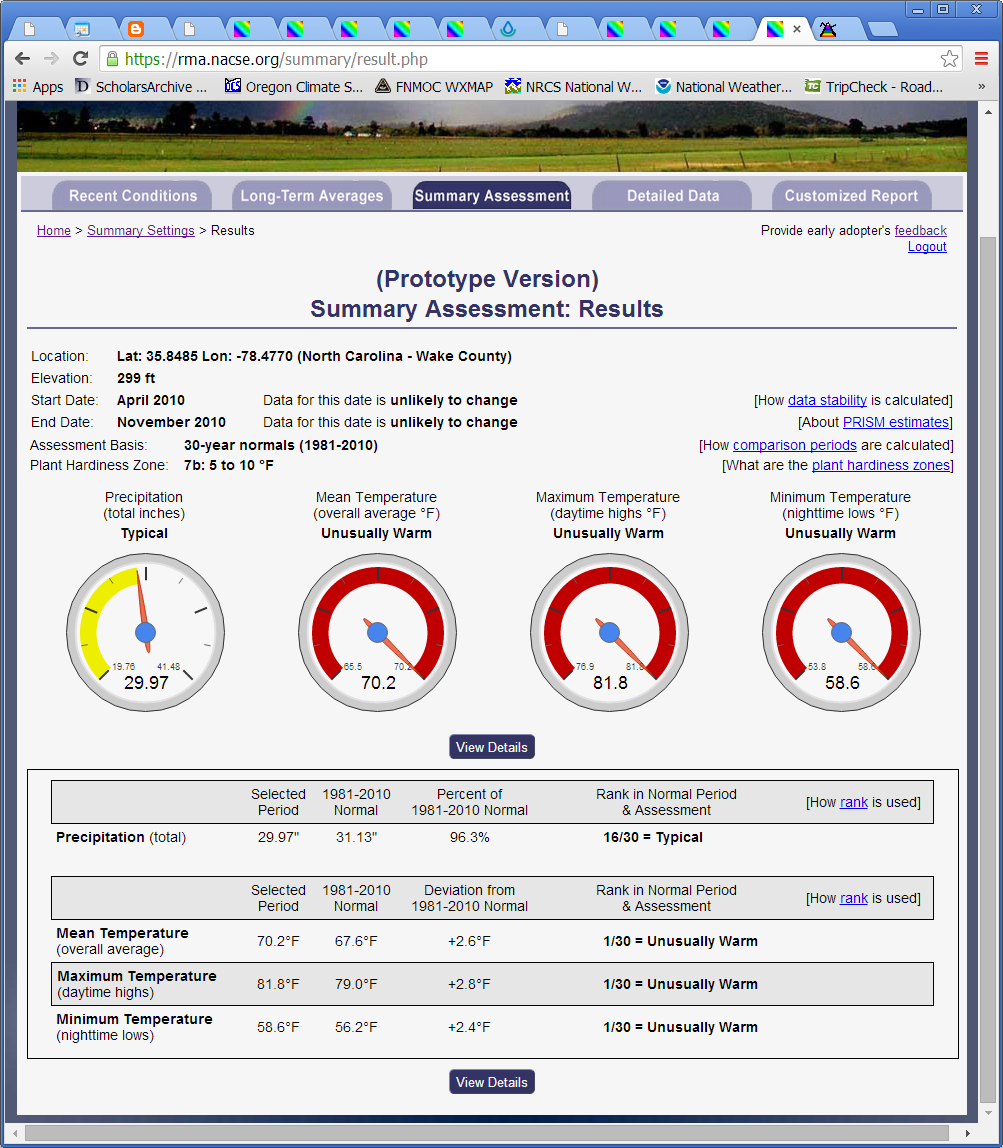 https://rma.nacse.org/summary/result.php
Apps ScholarsArchive ... Oregon Climate S... FNMOC WXMAP NRCS National W... National Weather... TripCheck - Road... »
Recent Conditions Long-Term Averages Summary Assessment Detailed Data Customized Report
Home > Summary Settings > Results Provide early adopter's feedback
Logout
(Prototype Version)
Summary Assessment: Results
Location: Lat: 35.8485 Lon: -78.4770 (North Carolina - Wake County)
Elevation: 299 ft
Start Date: April 2010 Data for this date is unlikely to change [How data stability is calculated]
End Date: November 2010 Data for this date is unlikely to change [About PRISM estimates]
Assessment Basis: 30-year normals (1981-2010) [How comparison periods are calculated]
Plant Hardiness Zone: 7b: 5 to 10 °F [What are the plant hardiness zones]
Precipitation Mean Temperature Maximum Temperature Minimum Temperature
(total inches) (overall average °F) (daytime highs °F) (nighttime lows °F)
Typical Unusually Warm Unusually Warm Unusually Warm
19.76 41.48 65.5 70.2 76.9 81.8 53.8 58.6
29.97 70.2 81.8 58.6
View Details
Selected 1981-2010 Percent of Rank in Normal Period
Period Normal 1981-2010 Normal & Assessment [How rank is used]
Precipitation (total) 29.97" 31.13" 96.3% 16/30 = Typical
Selected 1981-2010 Deviation from Rank in Normal Period
Period Normal 1981-2010 Normal & Assessment [How rank is used]
Mean Temperature
(overall average) 70.2°F 67.6°F +2.6°F 1/30 = Unusually Warm
Maximum Temperature
(daytime highs) 81.8°F 79.0°F +2.8°F 1/30 = Unusually Warm
Minimum Temperature
(nighttime lows) 58.6°F 56.2°F +2.4°F 1/30 = Unusually Warm
View Details